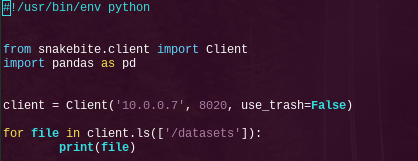 #!/usr/bin/env python
from snakebite.client import Client
import pandas as pd
client = Client('10.0.0.7', 8020, use_trash=False)
for file in client.ls(['/datasets']):
        print(file)